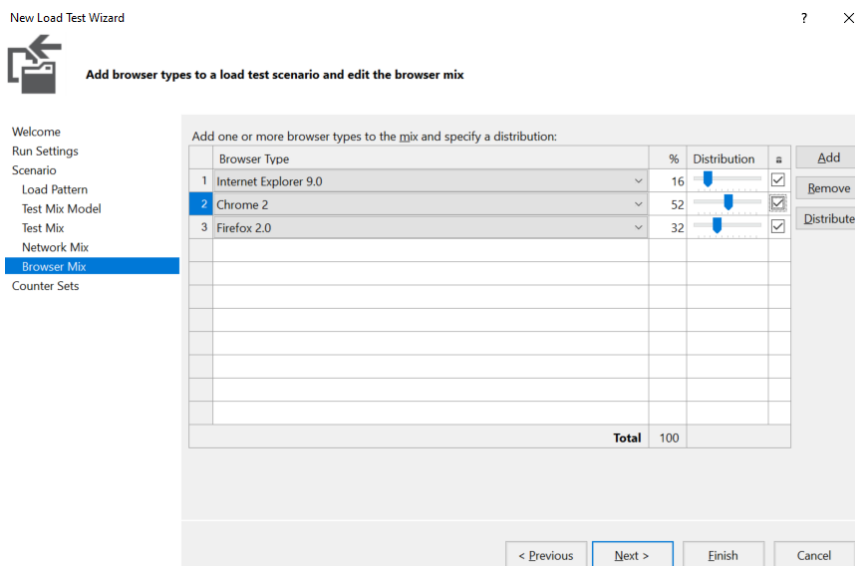 New Load Test Wizard
?
Add browser types to a load test scenario and edit the browser mix
Welcome
Run Settings
Scenario
Load Pattern
Test Mix Model
Test Mix
Network Mix
Browser Mix
Counter Sets
Add one or more browser types to the mix and specify a distribution:
Browser Type % Distribution
1 Internet Explorer 9.0 16
2 Chrome 2 52
3 Firefox 2.0 32
Total 100
Add
Remove
Distribute
< Previous Next > Finish Cancel